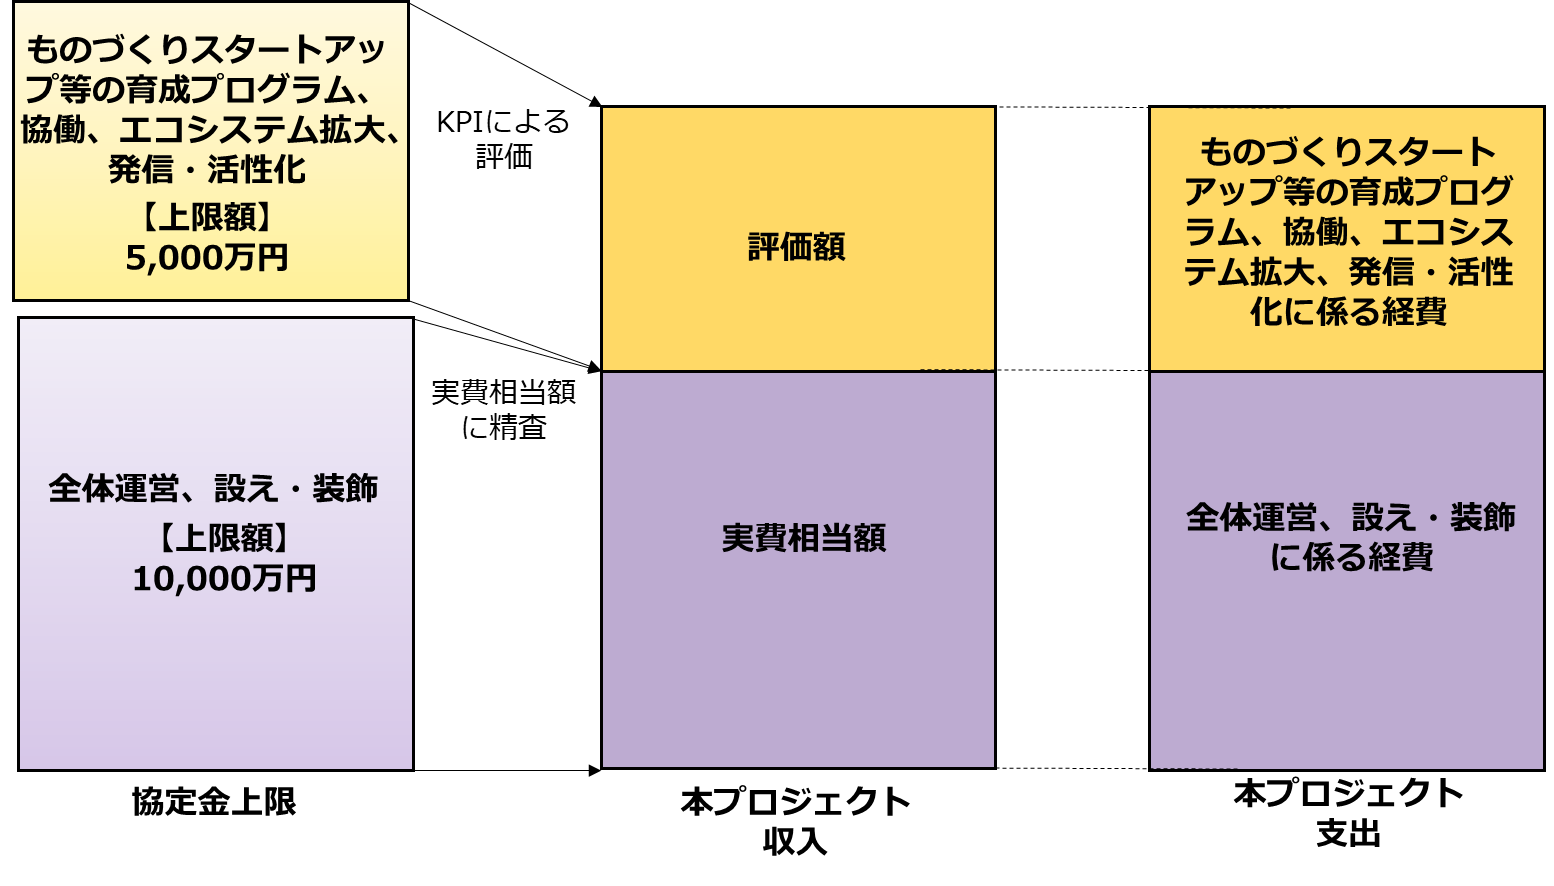 ものづくりスタートアッ
プ等の育成プログラム、
協働、エコシステム拡大、
発信・活性化
【上限額】
5,000万円
全体運営、設え・装飾
【上限額】
10,000万円
協定金上限
KPIによる
評価
実費相当額
に精査
評価額
実費相当額
本プロジェクト
収入
ものづくりスタート
アップ等の育成プログ
ラム、協働、エコシス
テム拡大、発信・活性
化に係る経費
全体運営、設え・装飾
に係る経費
本プロジェクト
支出